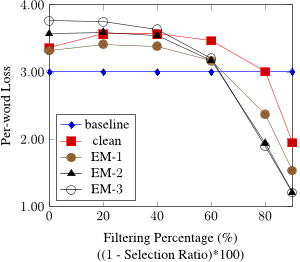 4.00
3.00
2.00
1.00
Per-word Loss
baseline
clean
EM-1
EM-2
EM-3
0 20 40 60 80
Filtering Percentage (%)
((1 - Selection Ratio)*100)